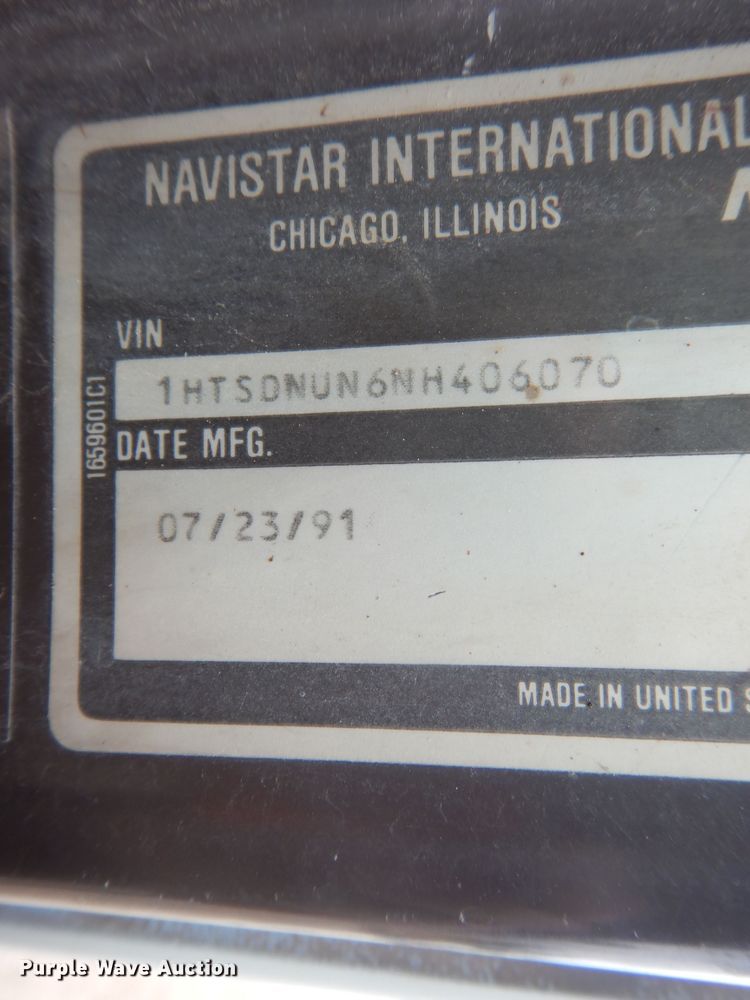 NAVISTAR INTERNATIONAL
CHICAGO, ILLINOIS
VIN
1HTSDNUN6NH406070
DATE MFG.
07/23/91
1659601C1
MADE IN UNITED S
Purple Wave Auction